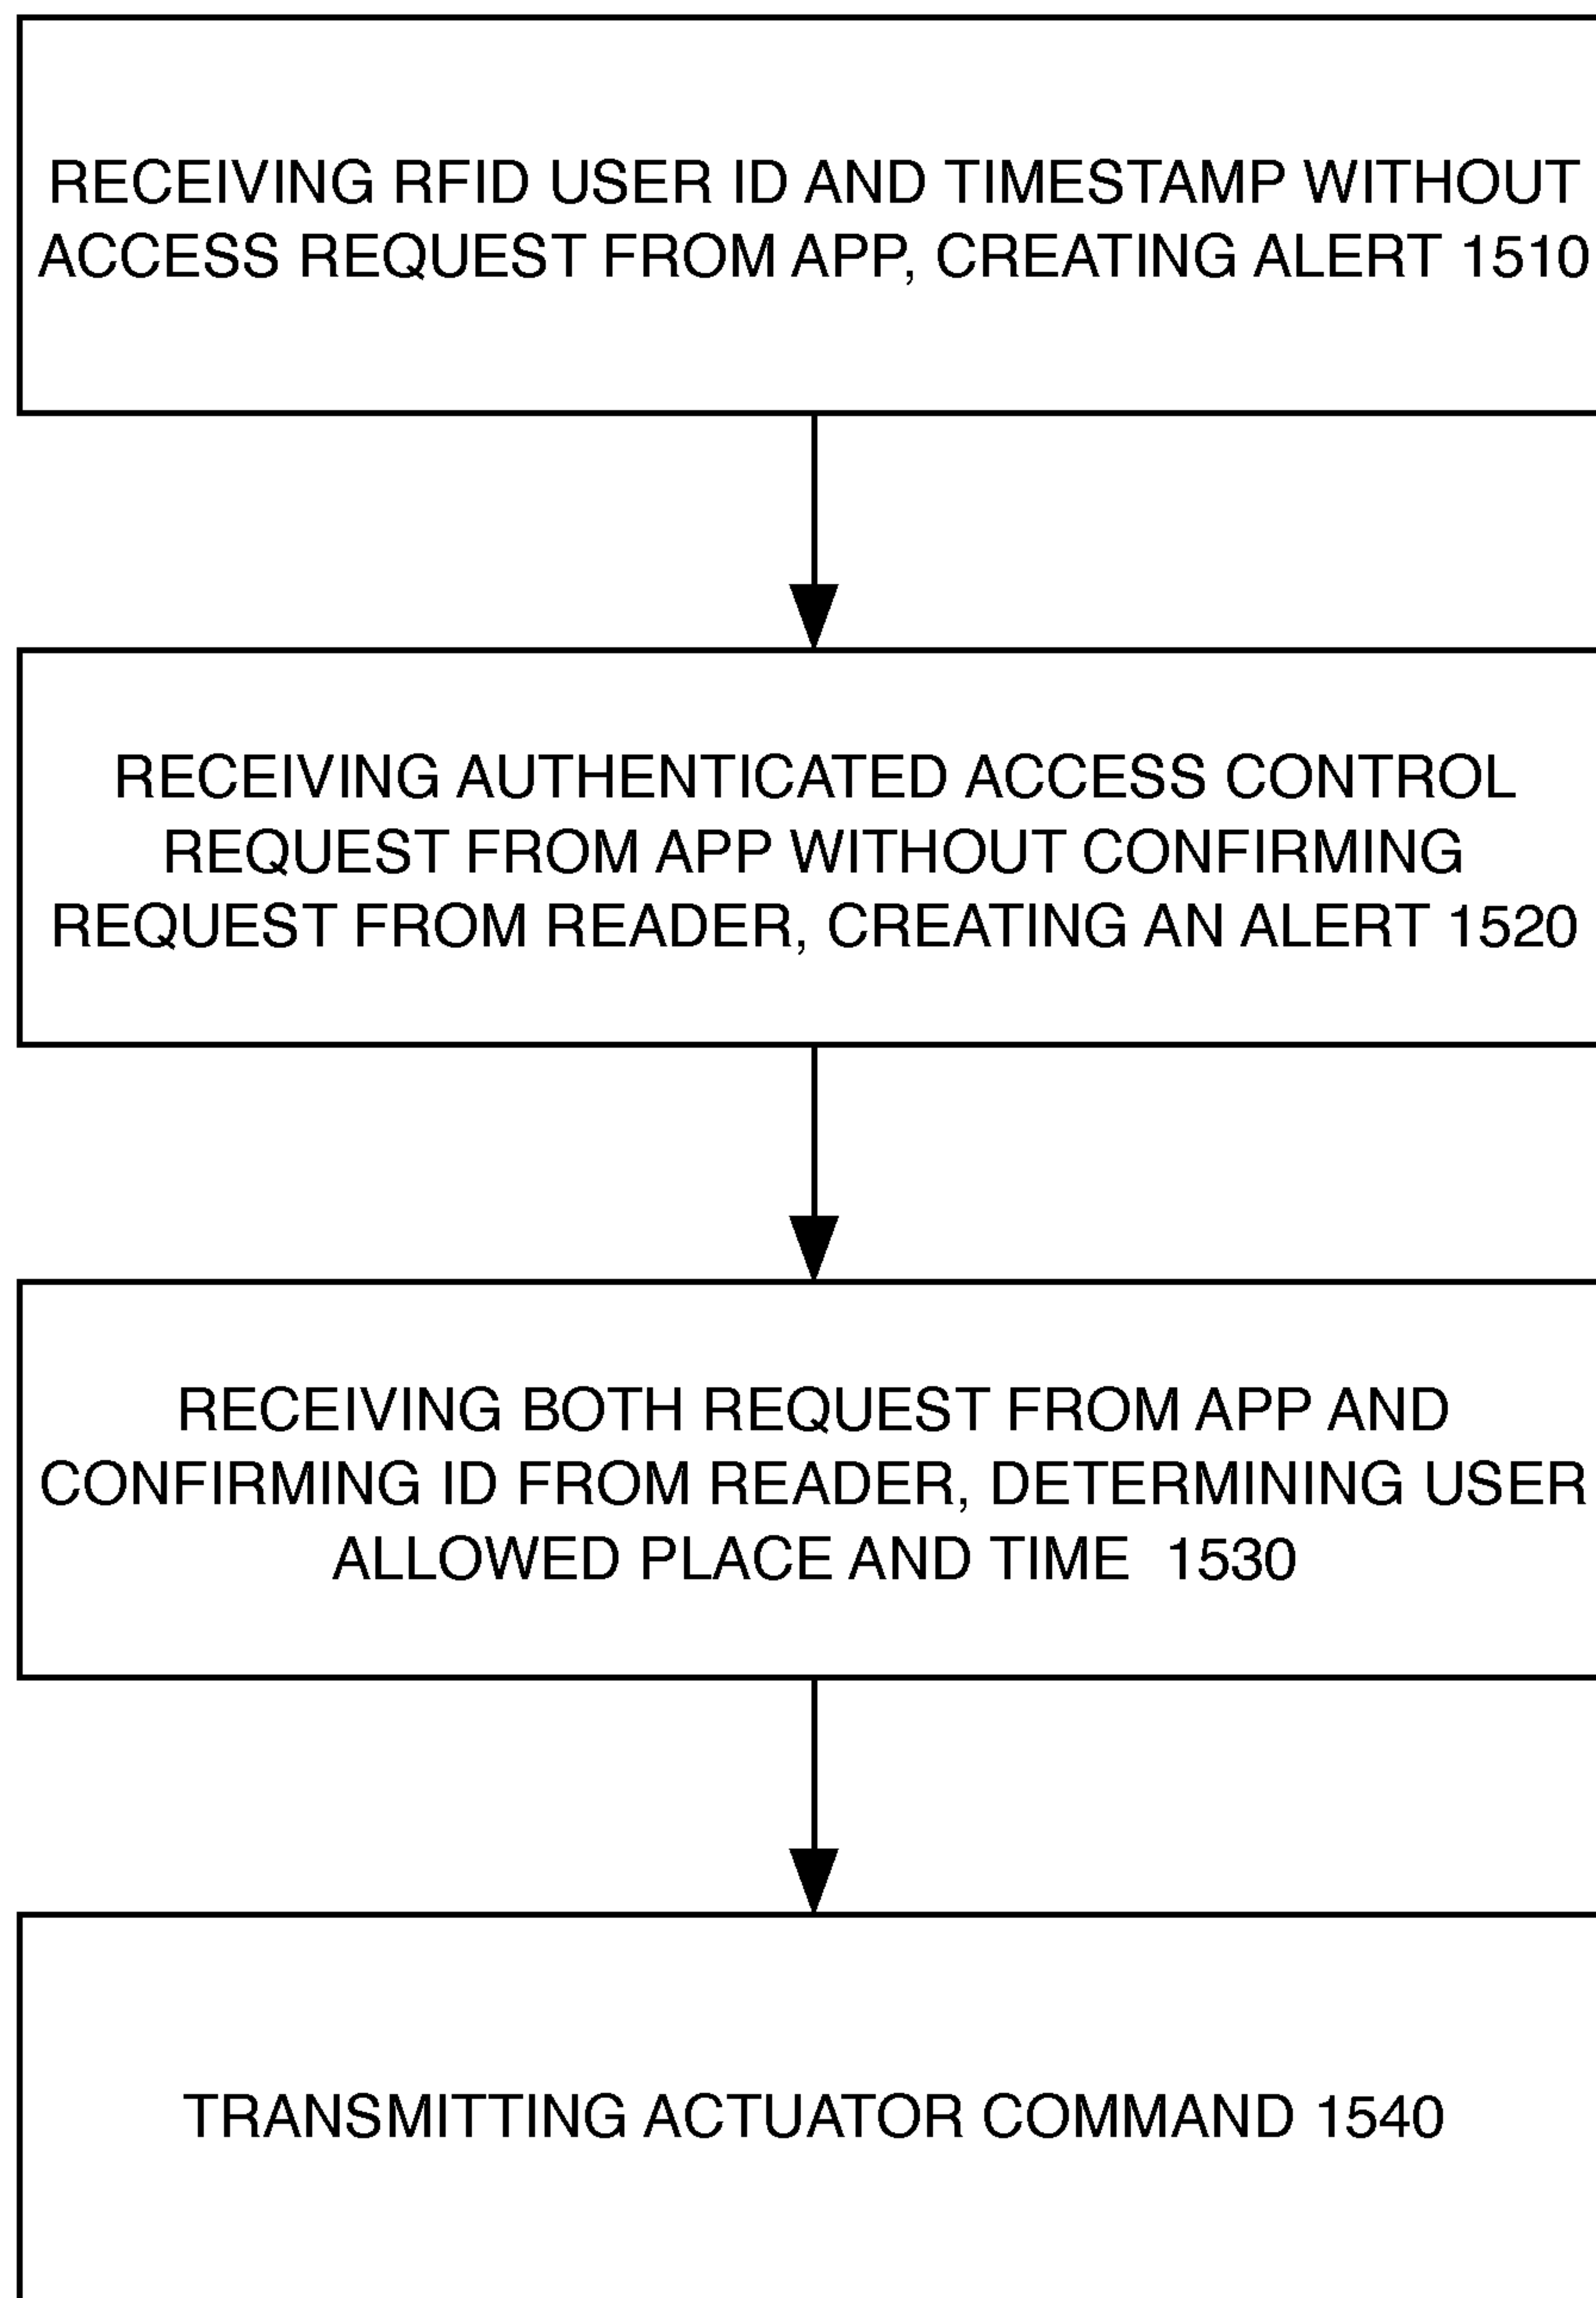 RECEIVING RFID USER ID AND TIMESTAMP WITHOUT
ACCESS REQUEST FROM APP, CREATING ALERT 1510
RECEIVING AUTHENTICATED ACCESS CONTROL
REQUEST FROM APP WITHOUT CONFIRMING
REQUEST FROM READER, CREATING AN ALERT 1520
RECEIVING BOTH REQUEST FROM APP AND
CONFIRMING ID FROM READER, DETERMINING USER
ALLOWED PLACE AND TIME 1530
TRANSMITTING ACTUATOR COMMAND 1540